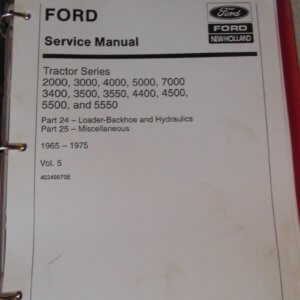 FORD
Service Manual
Ford
FORD
NEW HOLLAND
Tractor Series
2000, 3000, 4000, 5000, 7000
3400, 3500, 3550, 4400, 4500,
5500, and 5550
Part 24 – Loader-Backhoe and Hydraulics
Part 25 – Miscellaneous
1965 – 1975
Vol. 5